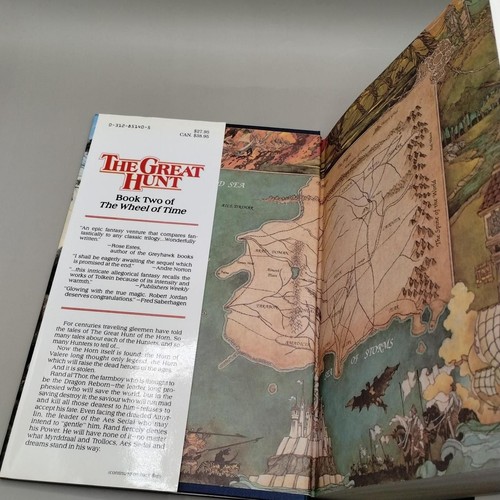 0-312-85140-5
$27.95
CAN. $38.95
THE GREAT
HUNT
Book Two of
The Wheel of Time
"An epic fantasy venture that compares fan-
tastically to any classic trilogy...wonderfully
written."
—Rose Estes,
author of the Greyhawk books
"I shall be eagerly awaiting the sequel which
is promised at the end." —Andre Norton
"...this intricate allegorical fantasy recalls the
works of Tolkein because of its intensity and
warmth." —Publishers Weekly
"Glowing with the true magic. Robert Jordan
deserves congratulations." —Fred Saberhagen
For centuries traveling gleemen have told
the tales of The Great Hunt of the Horn. So
many tales about each of the Hunters, and so
many Hunters to tell of...
Now the Horn itself is found: the Horn of
Valere long thought only legend, the Horn
which will raise the dead heroes of the ages.
And it is stolen.
Rand al'Thor, the farmboy who is thought to
be the Dragon Reborn—the
phesied who will save the world, but in the
saving destroy it; the saviour who will run mad
and kill all those dearest to him—refuses to
accept his fate. Even facing the
lin, the leader of the Aes Sedai who may
intend to "gentle" him, Rand fiercely denies
his Power. He will have none of it—no matter
what Myrddraal and Trollocs, Aes Sedai and
dreams stand in his way.
SEA
The Spine of the World
OF STORMS